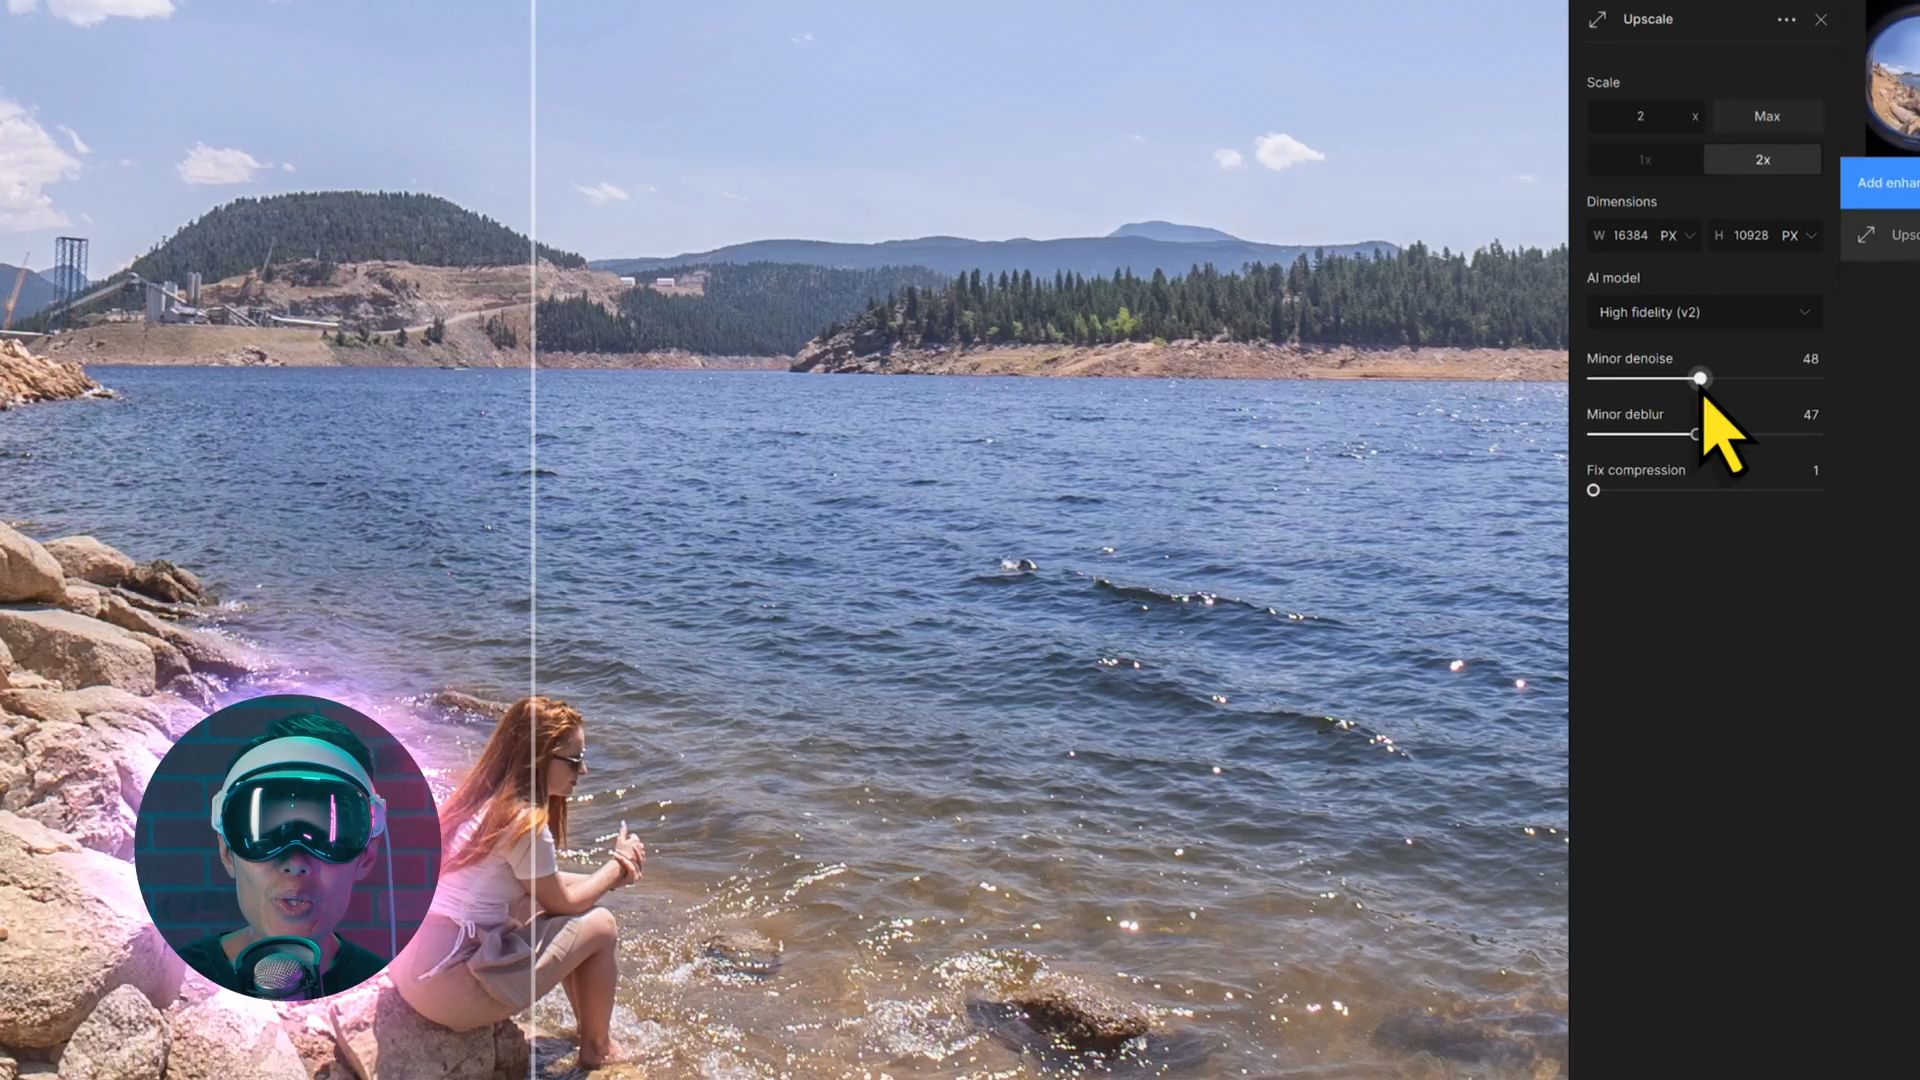 Upscale
Scale
2 x Max
1x 2x
Dimensions
W 16384 PX H 10928 PX
AI model
High fidelity (v2)
Minor denoise 48
Minor deblur 47
Fix compression 1
Add enhan
Upsc